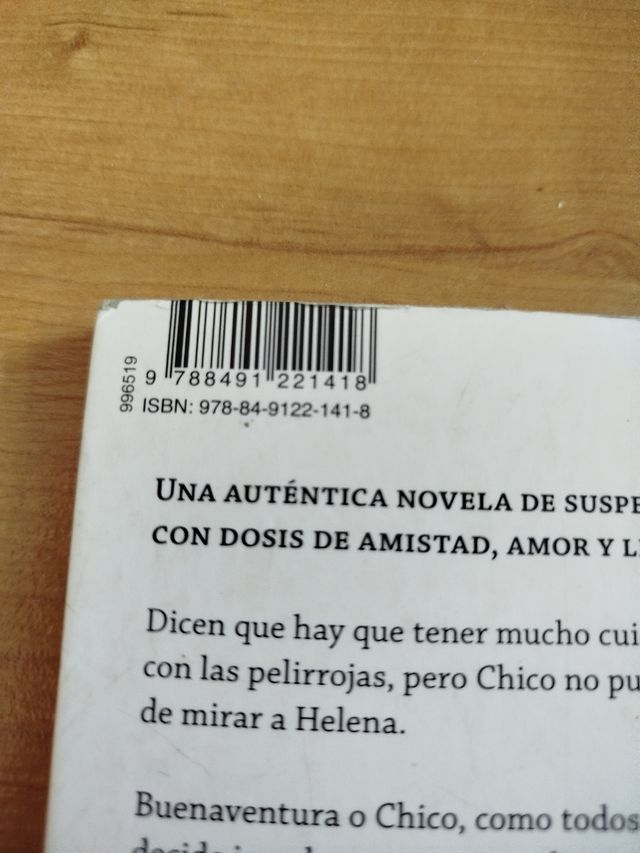 996519
9 788491 221418
ISBN: 978-84-9122-141-8
UNA AUTÉNTICA NOVELA DE
CON DOSIS DE AMISTAD, AMOR Y
Dicen que hay que tener mucho
con las pelirrojas, pero Chico no
de mirar a Helena.
Buenaventura o Chico, como todos